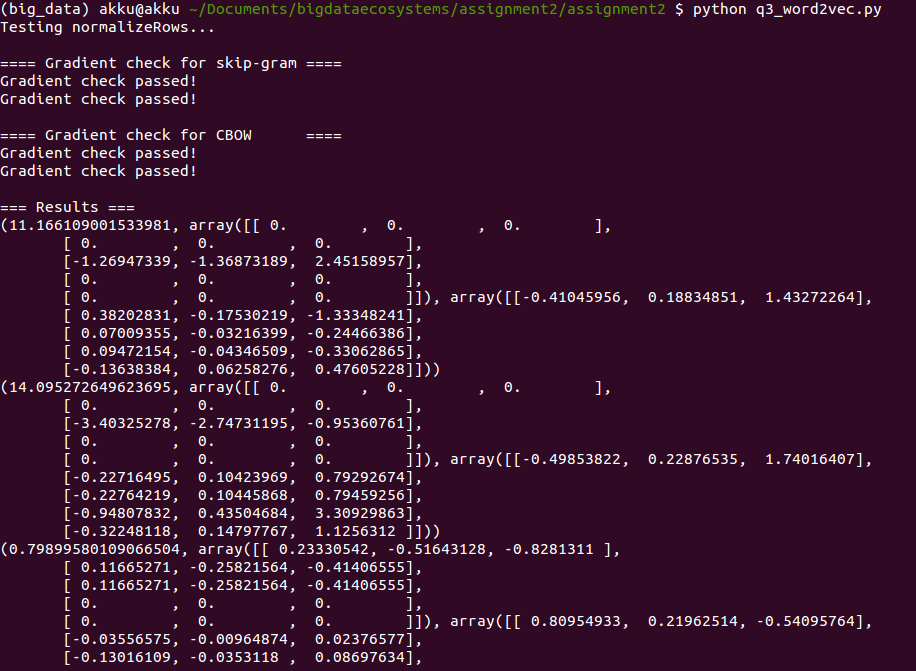 (big_data) akku@akku ~/Documents/bigdataecosystems/assignment2/assignment2 $ python q3_word2vec.py
Testing normalizeRows...

==== Gradient check for skip-gram ====
Gradient check passed!
Gradient check passed!

==== Gradient check for CBOW      ====
Gradient check passed!
Gradient check passed!

=== Results ===
(11.166109001533981, array([[ 0.        ,  0.        ,  0.        ],
       [ 0.        ,  0.        ,  0.        ],
       [-1.26947339, -1.36873189,  2.45158957],
       [ 0.        ,  0.        ,  0.        ],
       [ 0.        ,  0.        ,  0.        ]]), array([[-0.41045956,  0.18834851,  1.43272264],
       [ 0.38202831, -0.17530219, -1.33348241],
       [ 0.07009355, -0.03216399, -0.24466386],
       [ 0.09472154, -0.04346509, -0.33062865],
       [-0.13638384,  0.06258276,  0.47605228]]))
(14.095272649623695, array([[ 0.        ,  0.        ,  0.        ],
       [ 0.        ,  0.        ,  0.        ],
       [-3.40325278, -2.74731195, -0.95360761],
       [ 0.        ,  0.        ,  0.        ],
       [ 0.        ,  0.        ,  0.        ]]), array([[-0.49853822,  0.22876535,  1.74016407],
       [-0.22716495,  0.10423969,  0.79292674],
       [-0.22764219,  0.10445868,  0.79459256],
       [-0.94807832,  0.43504684,  3.30929863],
       [-0.32248118,  0.14797767,  1.1256312 ]]))
(0.79899580109066504, array([[ 0.23330542, -0.51643128, -0.8281311 ],
       [ 0.11665271, -0.25821564, -0.41406555],
       [ 0.11665271, -0.25821564, -0.41406555],
       [ 0.        ,  0.        ,  0.        ],
       [ 0.        ,  0.        ,  0.        ]]), array([[ 0.80954933,  0.21962514, -0.54095764],
       [-0.03556575, -0.00964874,  0.02376577],
       [-0.13016109, -0.0353118 ,  0.08697634],